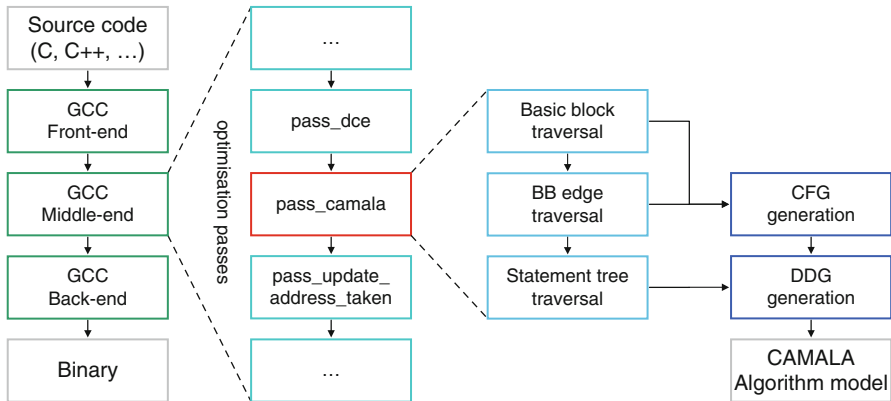 Source code
(C, C++, …)
GCC
Front-end
GCC
Middle-end
GCC
Back-end
Binary
optimisation passes
…
pass_dce
pass_camala
pass_update_
address_taken
…
Basic block
traversal
BB edge
traversal
Statement tree
traversal
CFG
generation
DDG
generation
CAMALA
Algorithm model